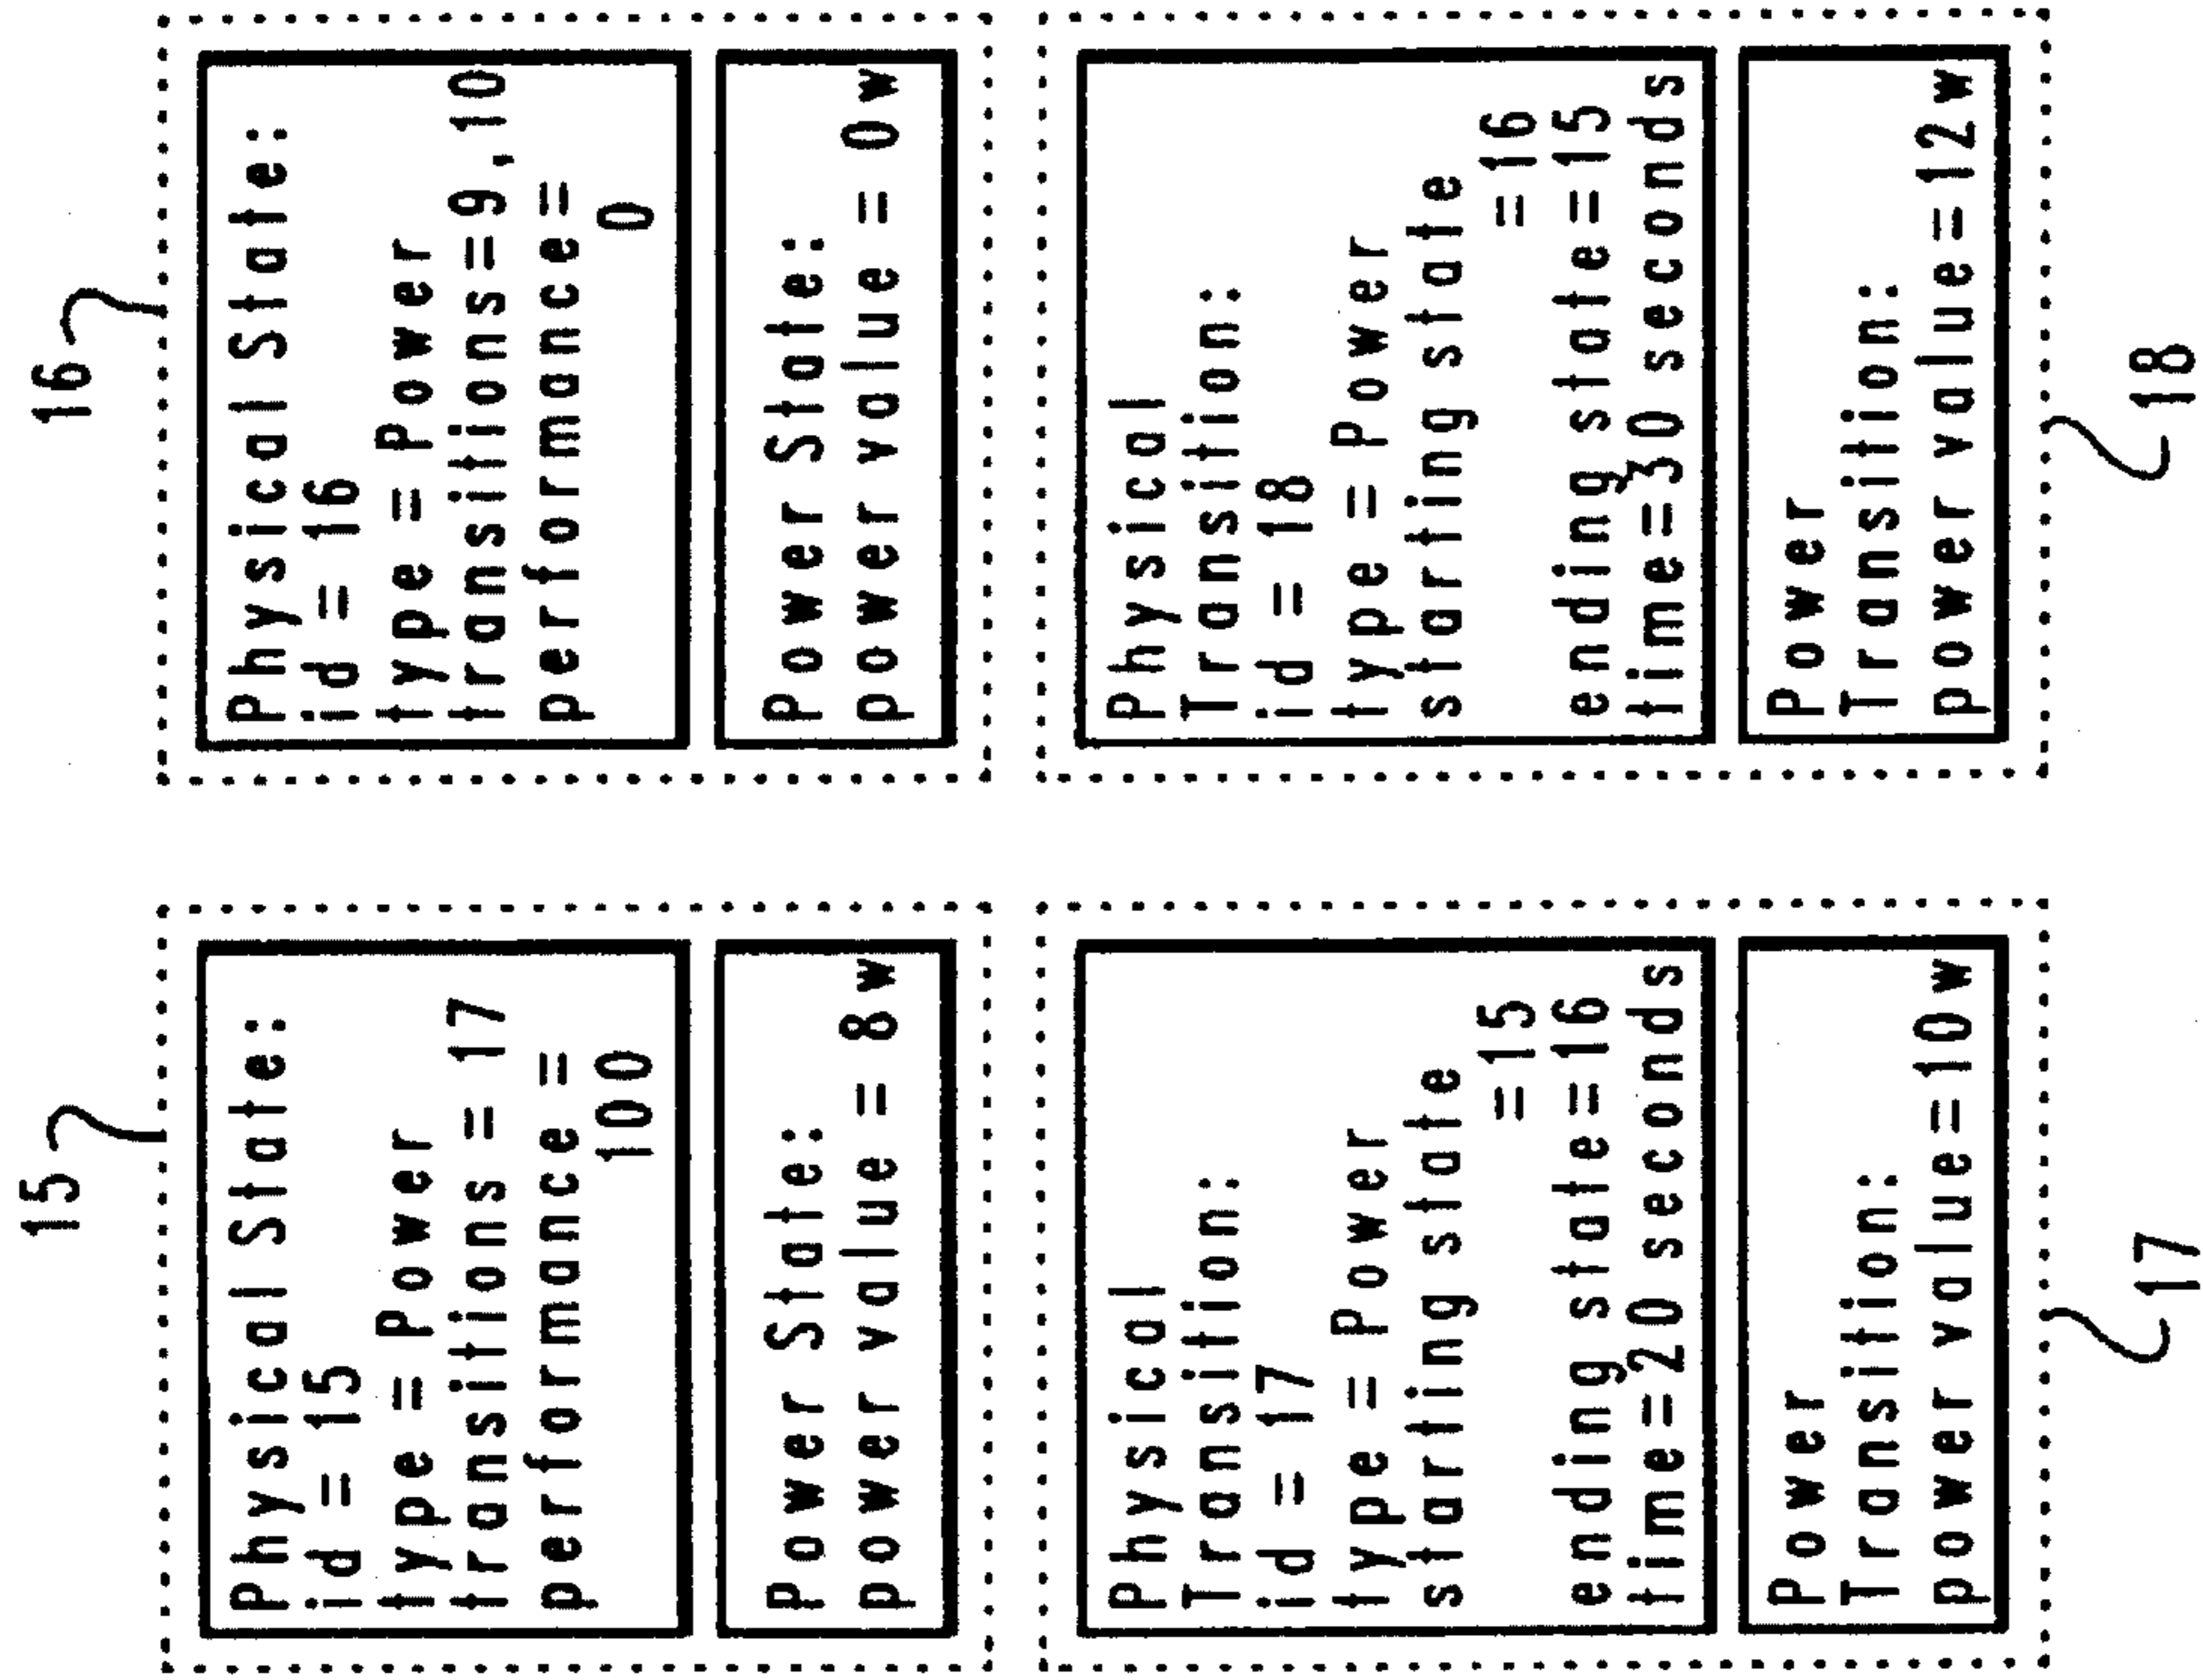 15
Physical State:
id = 15
type = Power
transitions = 17
performance =
100
Power State:
power value = 8w
16
Physical State:
id = 16
type = Power
transitions=9,10
performance=
0
Power State:
power value = 0w
Physical
Transition:
id = 17
type = Power
starting state
=15
ending state=16
time=20 seconds
Power
Transition:
power value=10w
17
Physical
Transition:
id = 18
type = Power
starting state
=16
ending state=15
time=30 seconds
Power
Transition:
power value=12w
18